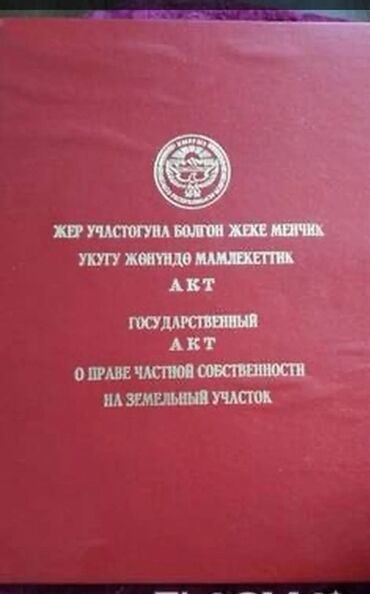 ЖЕР УЧАСТОГУНА БОЛГОН ЖЕКЕ МЕНЧИК
УКУГУ ЖӨНҮНДӨ МАМЛЕКЕТТИК
АКТ
ГОСУДАРСТВЕННЫЙ
АКТ
О ПРАВЕ ЧАСТНОЙ СОБСТВЕННОСТИ
НА ЗЕМЕЛЬНЫЙ УЧАСТОК